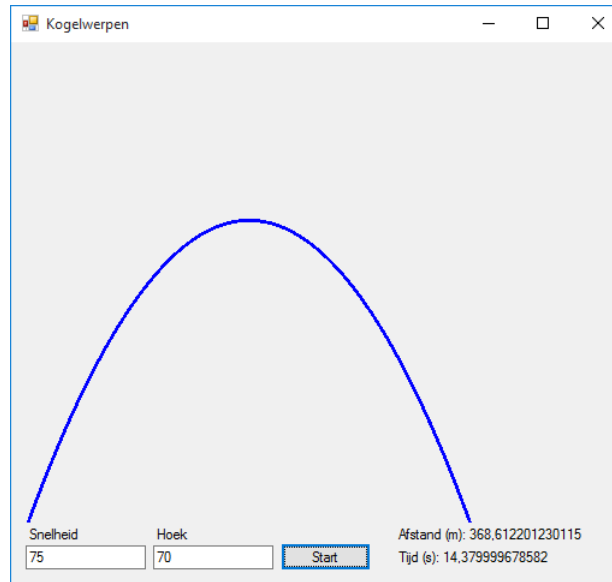 Kogelwerpen
Snelheid Hoek Afstand (m): 368,612201230115
75 70 Start Tijd (s): 14,379999678582